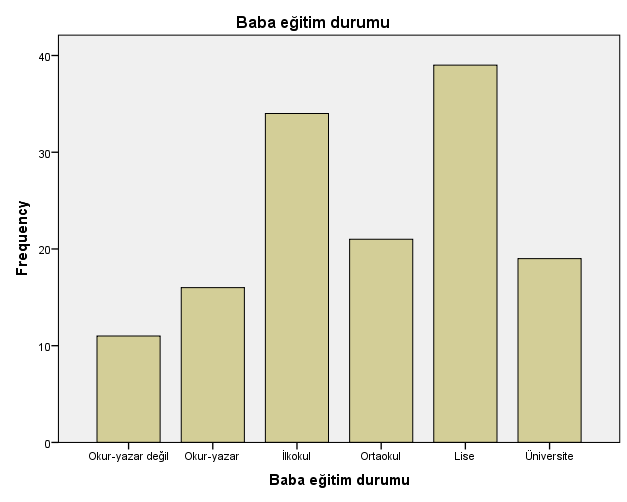 Baba eğitim durumu
Frequency
40
30
20
10
0
Okur-yazar değil
Okur-yazar
İlkokul
Ortaokul
Lise
Üniversite
Baba eğitim durumu